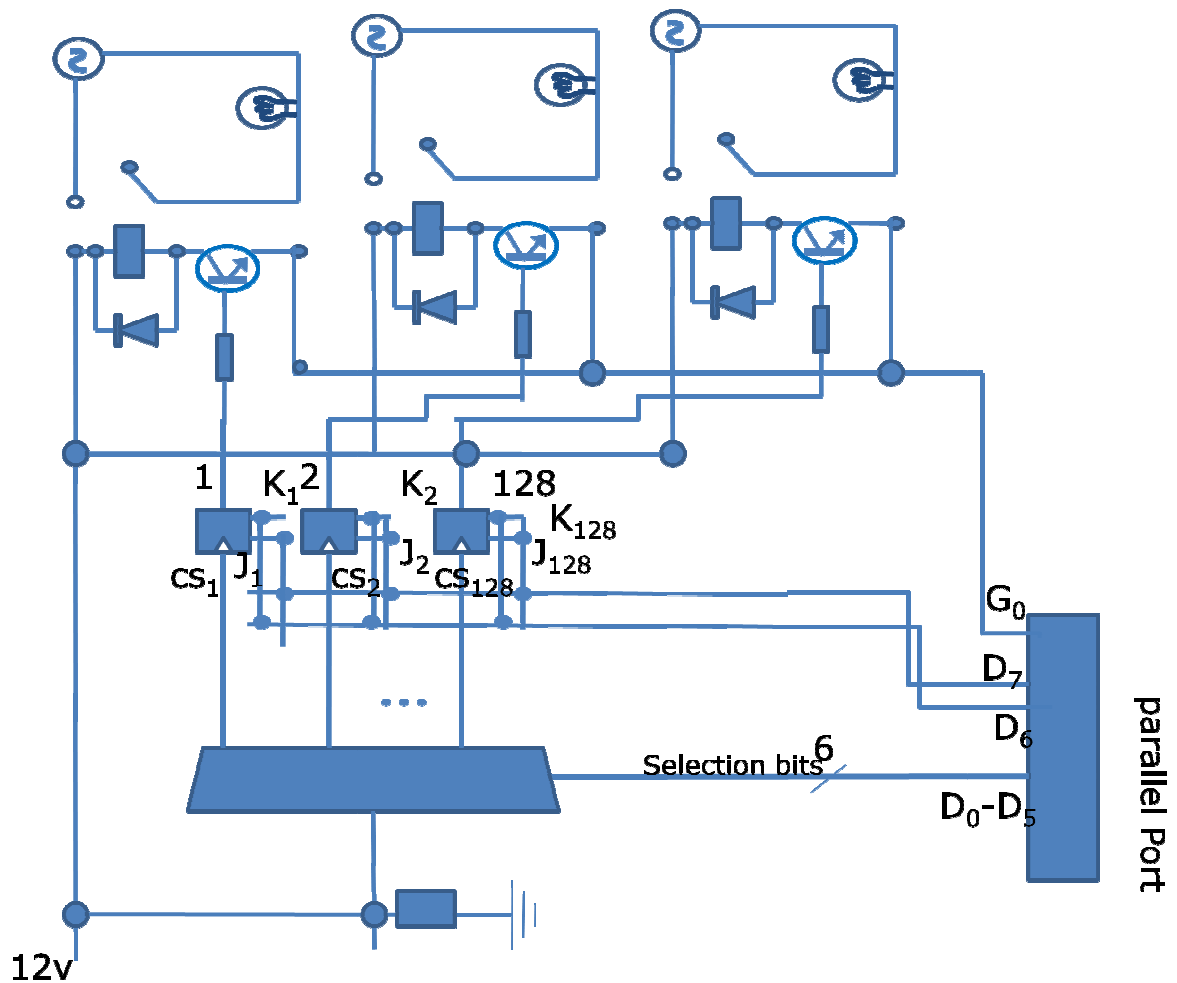 1
K₁
2
K₂
128
K₁₂₈
J₁
J₂
J₁₂₈
CS₁
CS₂
CS₁₂₈
G₀
D₇
D₆
Selection bits
6
D₀-D₅
parallel Port
12v